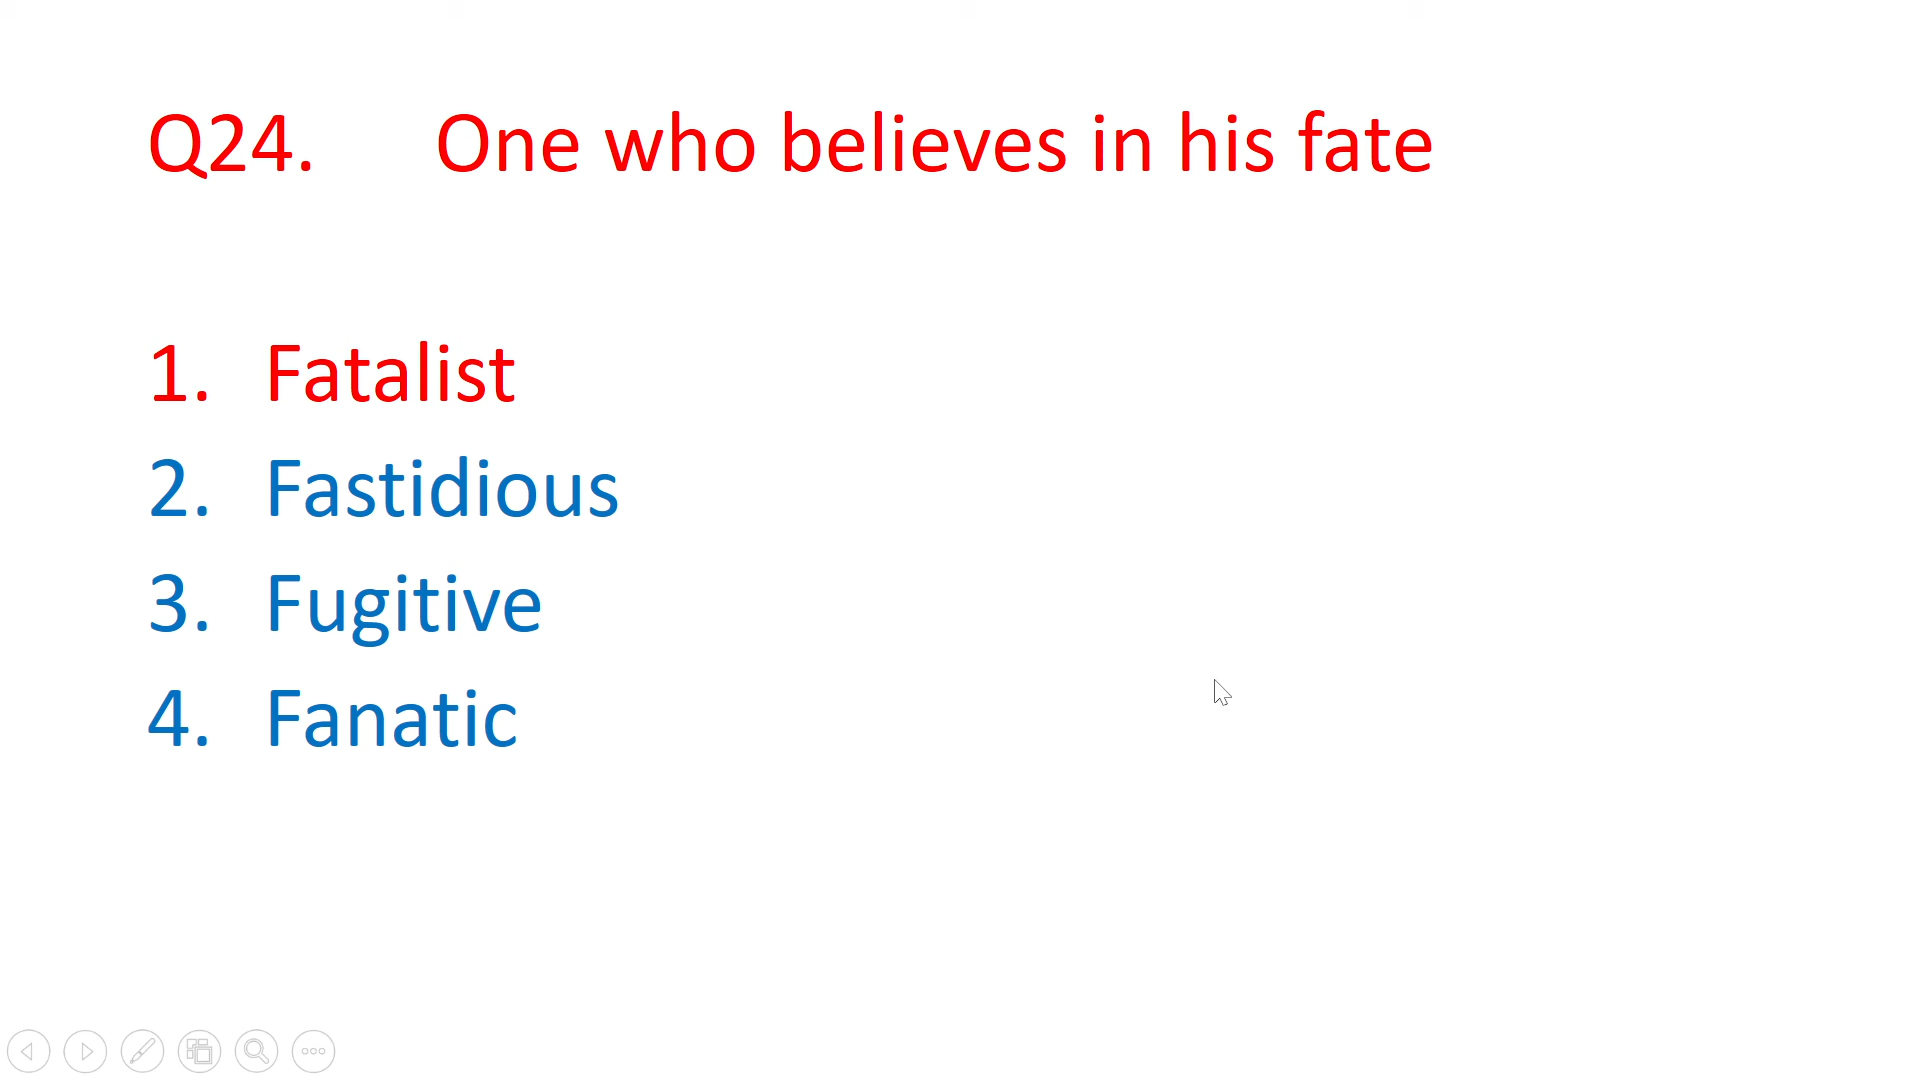 Q24. One who believes in his fate
1. Fatalist
2. Fastidious
3. Fugitive
4. Fanatic